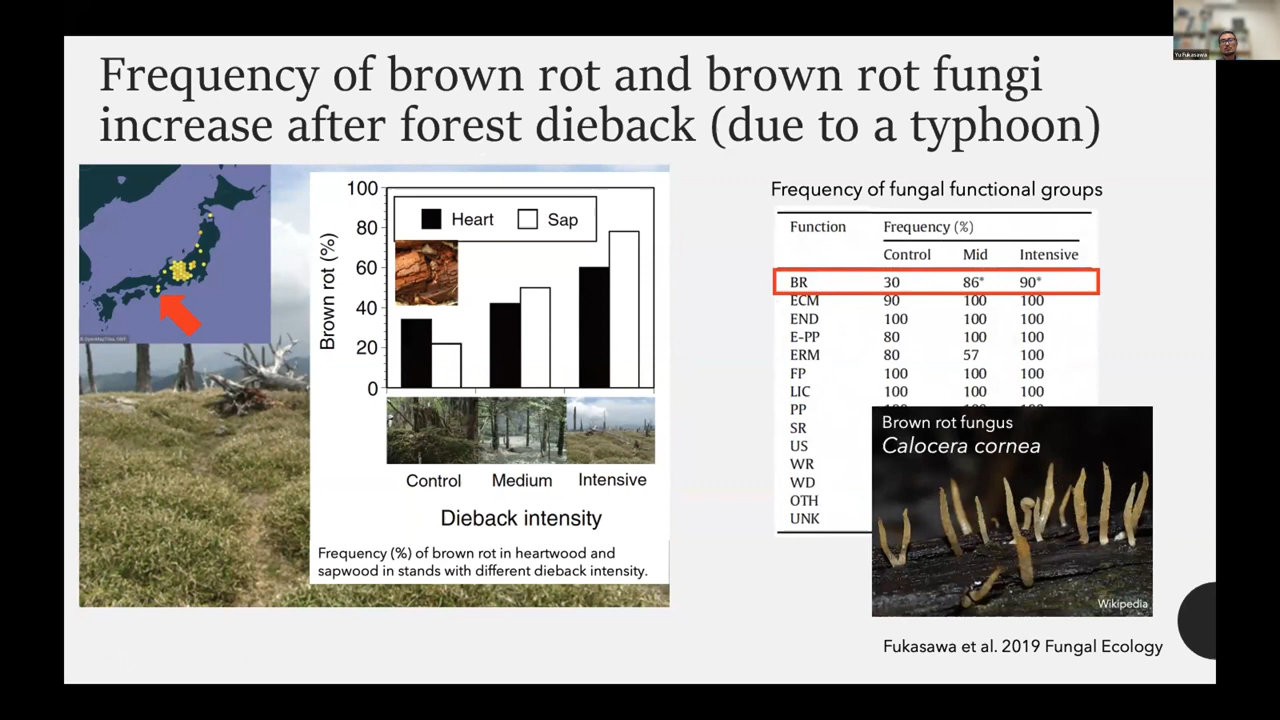 Yu Fukasawa
Frequency of brown rot and brown rot fungi
increase after forest dieback (due to a typhoon)
100
80
60
40
20
0
Brown rot (%)
Heart
Sap
Control
Medium
Intensive
Dieback intensity
Frequency (%) of brown rot in heartwood and
sapwood in stands with different dieback intensity.
Frequency of fungal functional groups
Function Frequency (%)
Control Mid Intensive
BR 30 86* 90*
ECM 90 100 100
END 100 100 100
E-PP 80 100 100
ERM 80 57 100
FP 100 100 100
LIC 100 100 100
PP
SR
US
WR
WD
OTH
UNK
Brown rot fungus
Calocera cornea
Wikipedia
Fukasawa et al. 2019 Fungal Ecology